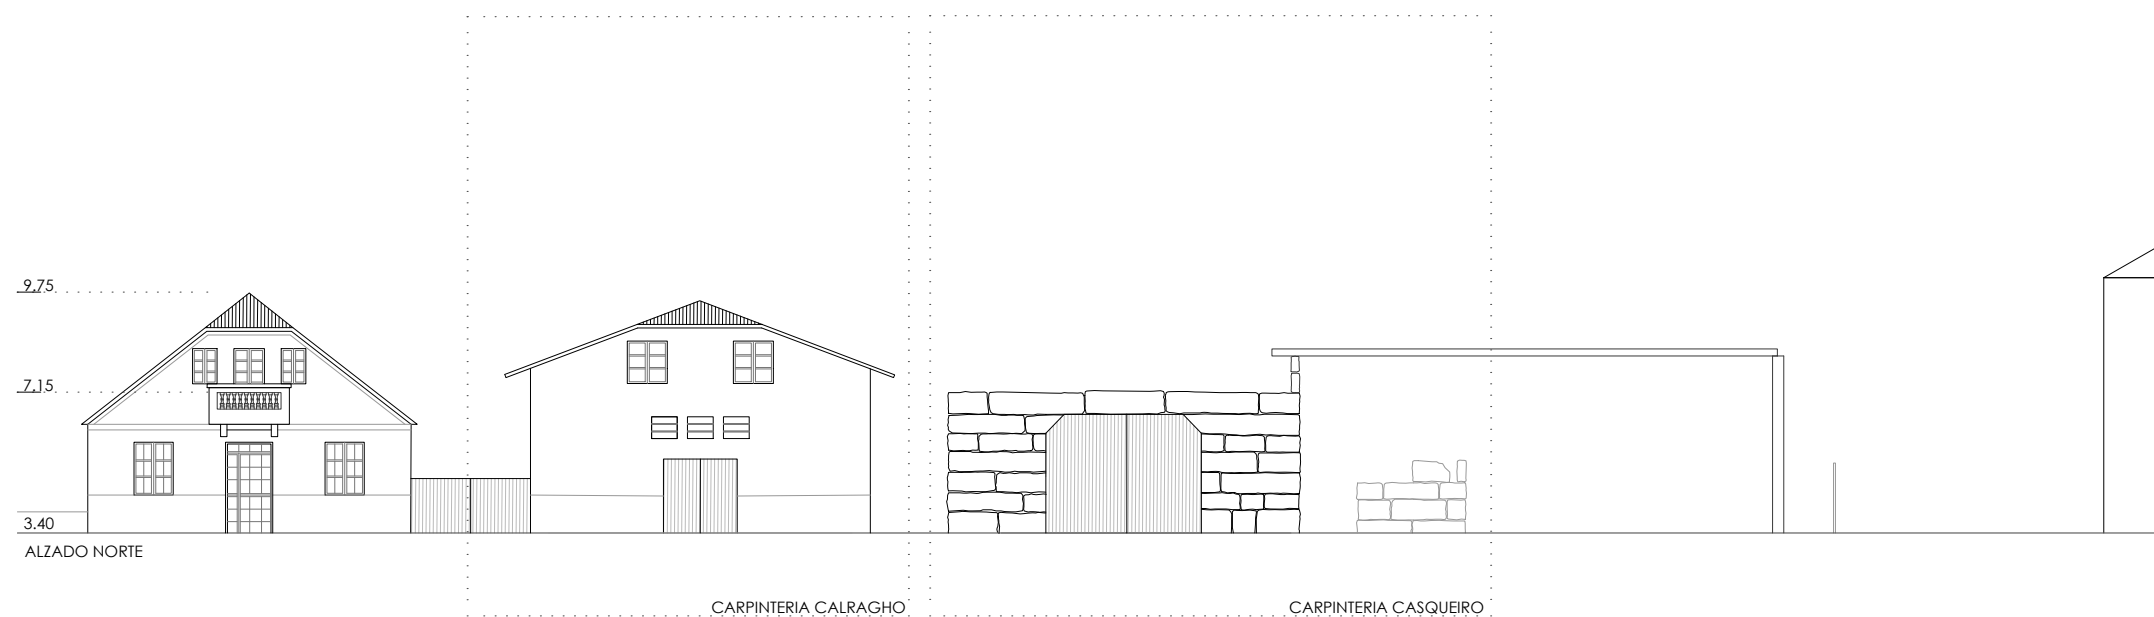 9.75
7.15
3.40
ALZADO NORTE
CARPINTERIA CALRAGHO
CARPINTERIA CASQUEIRO